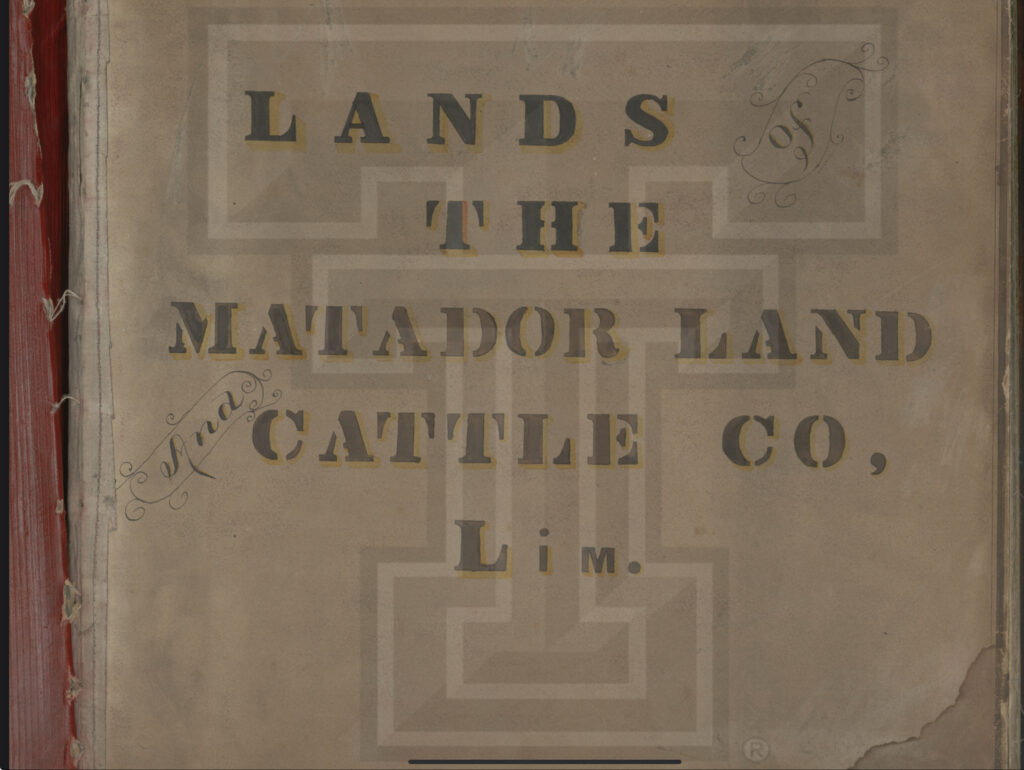 LANDS of
THE
MATADOR LAND
And CATTLE CO,
LiM.
®